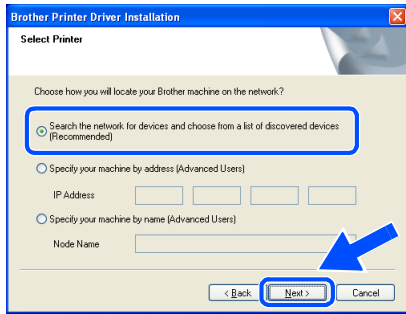 Brother Printer Driver Installation
Select Printer
Choose how you will locate your Brother machine on the network?
Search the network for devices and choose from a list of discovered devices
(Recommended)
Specify your machine by address (Advanced Users)
IP Address
Specify your machine by name (Advanced Users)
Node Name
< Back
Next >
Cancel